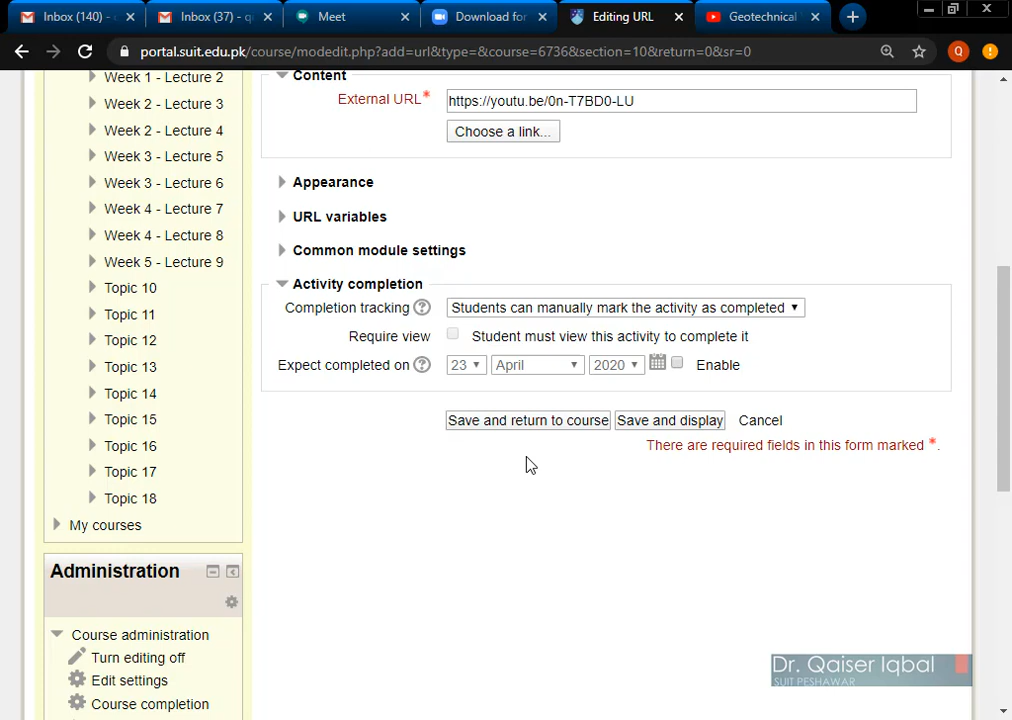 Inbox (140) -
Inbox (37) - q
Meet
Download for
Editing URL
Geotechnical
portal.suit.edu.pk/course/modedit.php?add=url&type=&course=6736&section=10&return=0&sr=0
Q
Week 1 - Lecture 2
Week 2 - Lecture 3
Week 2 - Lecture 4
Week 3 - Lecture 5
Week 3 - Lecture 6
Week 4 - Lecture 7
Week 4 - Lecture 8
Week 5 - Lecture 9
Topic 10
Topic 11
Topic 12
Topic 13
Topic 14
Topic 15
Topic 16
Topic 17
Topic 18
My courses
Administration
Course administration
Turn editing off
Edit settings
Course completion
Content
External URL* https://youtu.be/0n-T7BD0-LU
Choose a link...
Appearance
URL variables
Common module settings
Activity completion
Completion tracking ? Students can manually mark the activity as completed
Require view Student must view this activity to complete it
Expect completed on ? 23 April 2020 Enable
Save and return to course Save and display Cancel
There are required fields in this form marked *.
Dr. Qaiser Iqbal
SUIT PESHAWAR